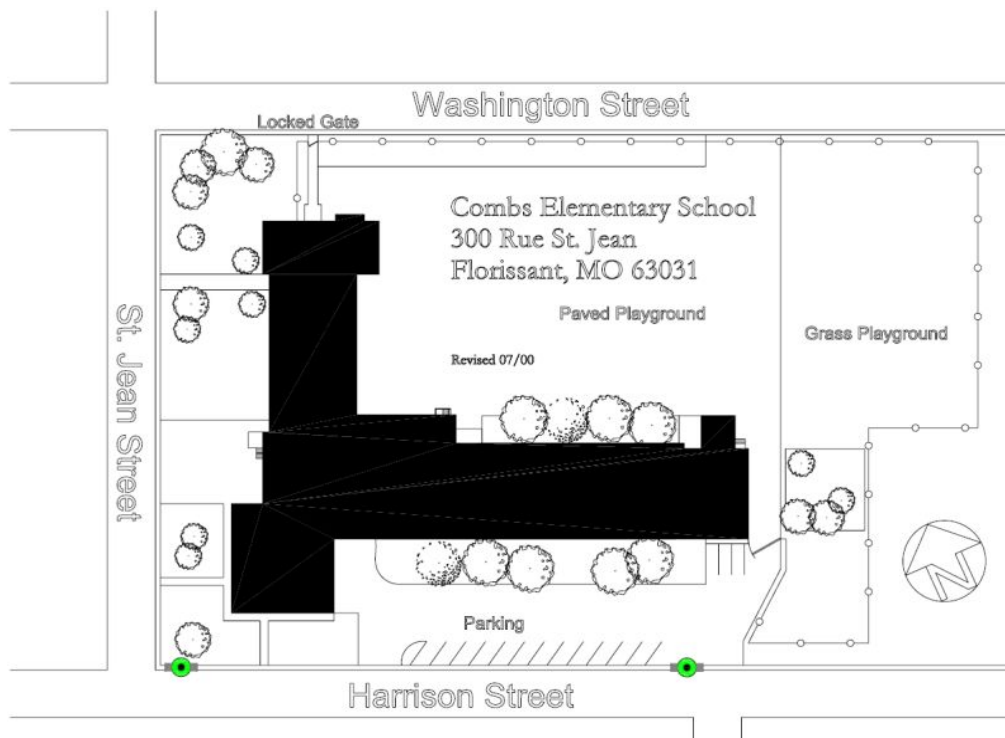 Washington Street
Locked Gate
Combs Elementary School
300 Rue St. Jean
Florissant, MO 63031
Paved Playground
Grass Playground
St. Jean Street
Revised 07/00
N
Parking
Harrison Street